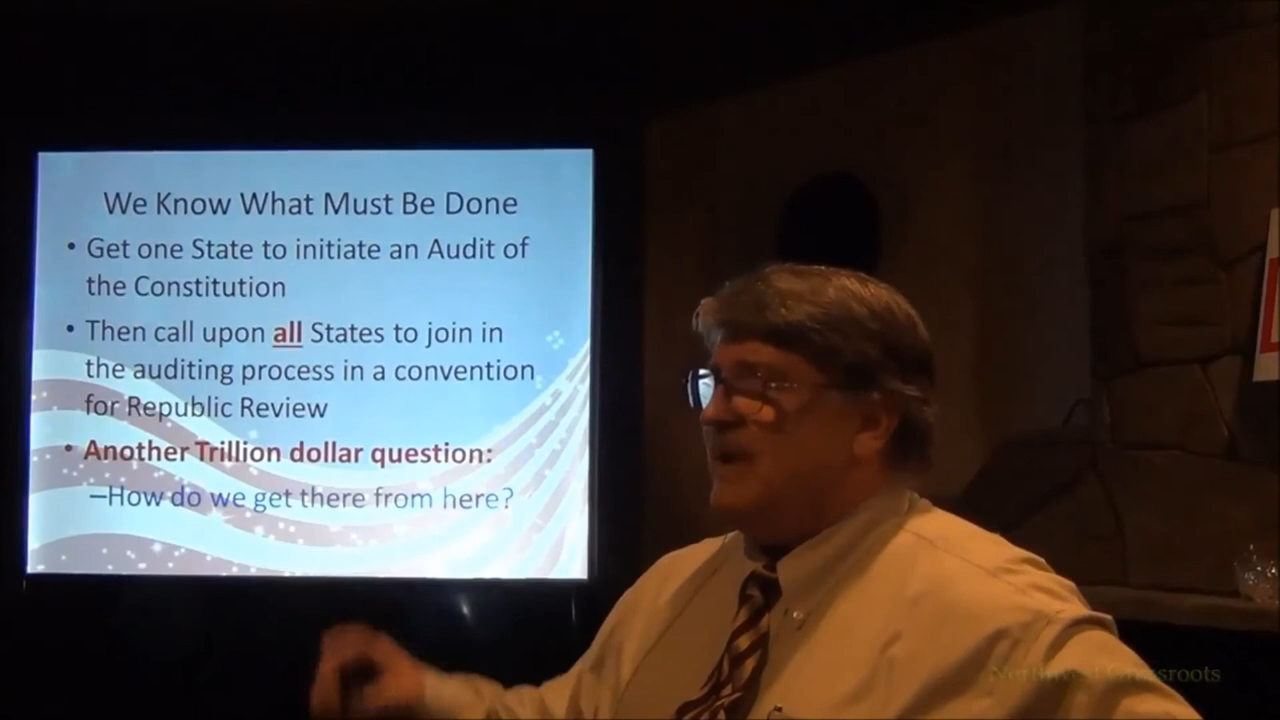 We Know What Must Be Done
• Get one State to initiate an Audit of
the Constitution
• Then call upon all States to join in
the auditing process in a convention
for Republic Review
• Another Trillion dollar question:
–How do we get there from here?
Northwest Grassroots